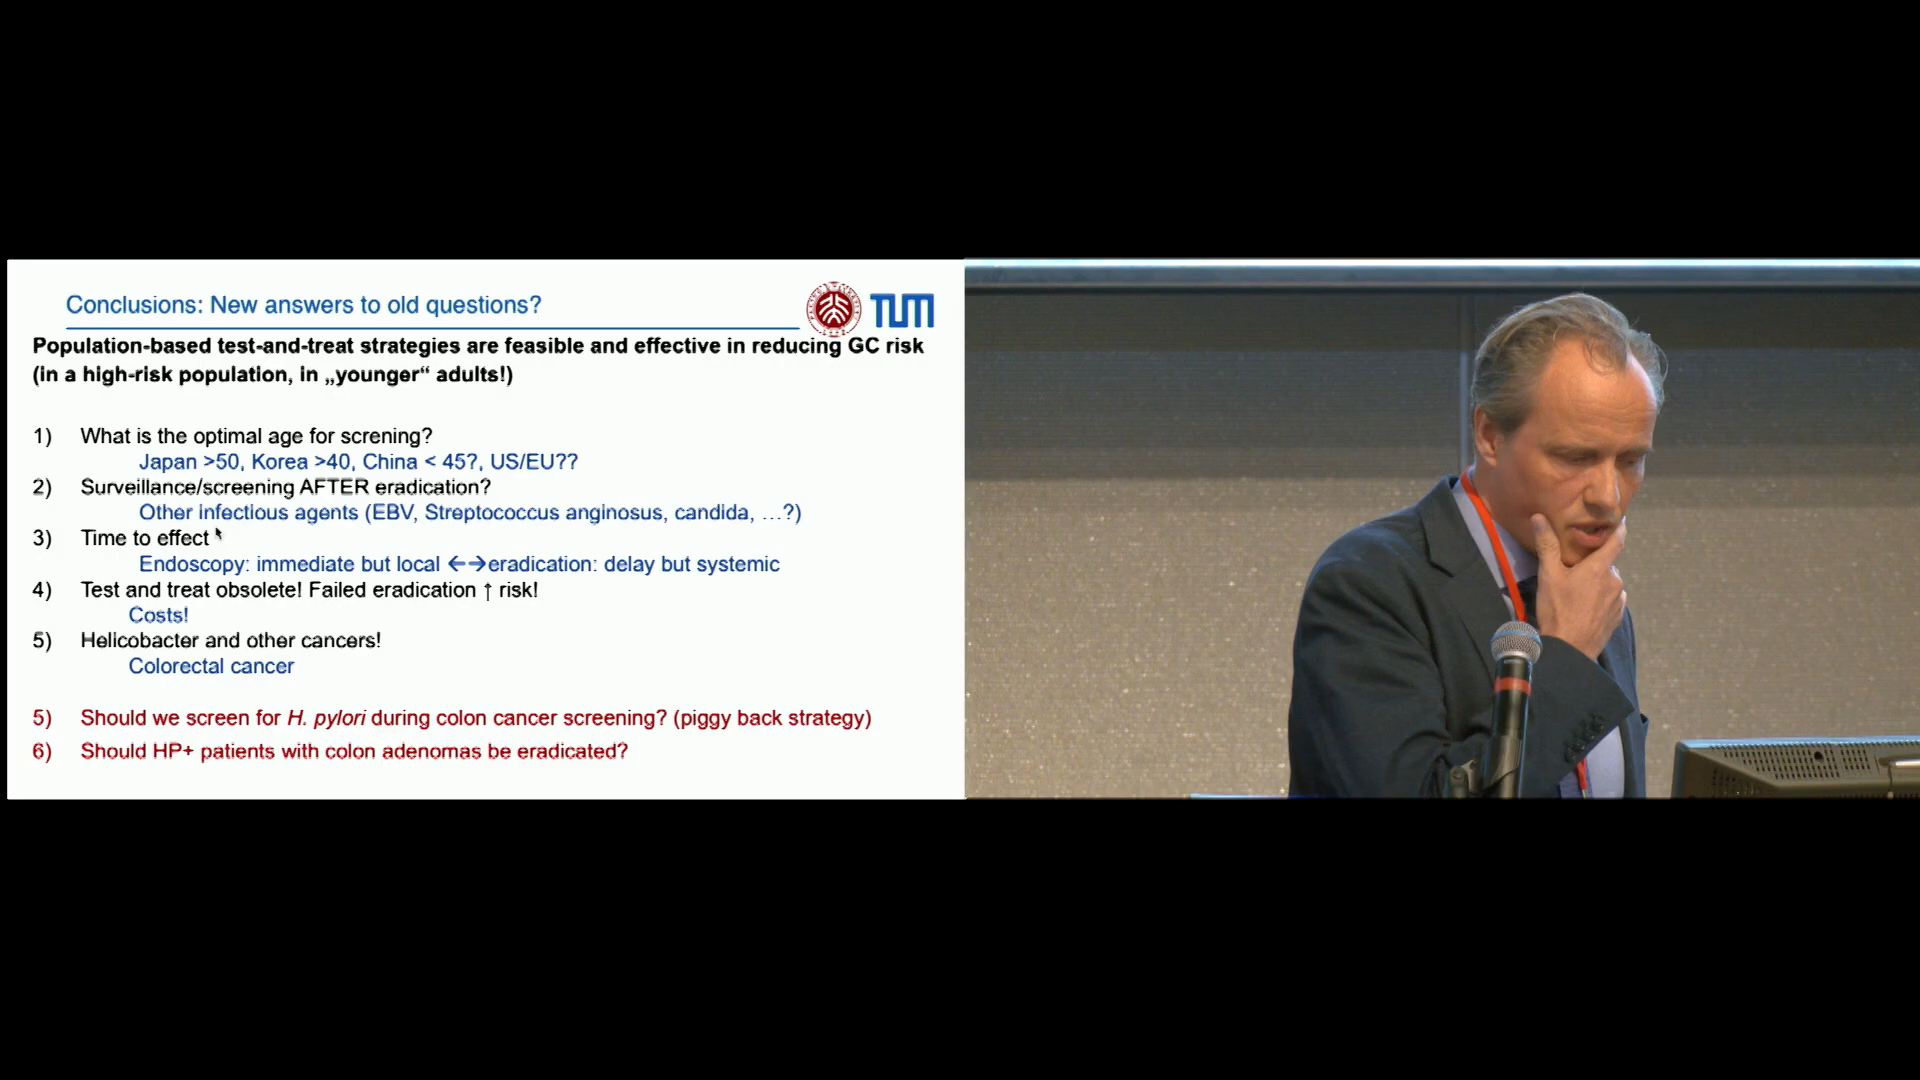 Conclusions: New answers to old questions?
TUM
Population-based test-and-treat strategies are feasible and effective in reducing GC risk
(in a high-risk population, in „younger“ adults!)
1) What is the optimal age for screning?
Japan >50, Korea >40, China < 45?, US/EU??
2) Surveillance/screening AFTER eradication?
Other infectious agents (EBV, Streptococcus anginosus, candida, …?)
3) Time to effect
Endoscopy: immediate but local ←→eradication: delay but systemic
4) Test and treat obsolete! Failed eradication ↑ risk!
Costs!
5) Helicobacter and other cancers!
Colorectal cancer
5) Should we screen for H. pylori during colon cancer screening? (piggy back strategy)
6) Should HP+ patients with colon adenomas be eradicated?